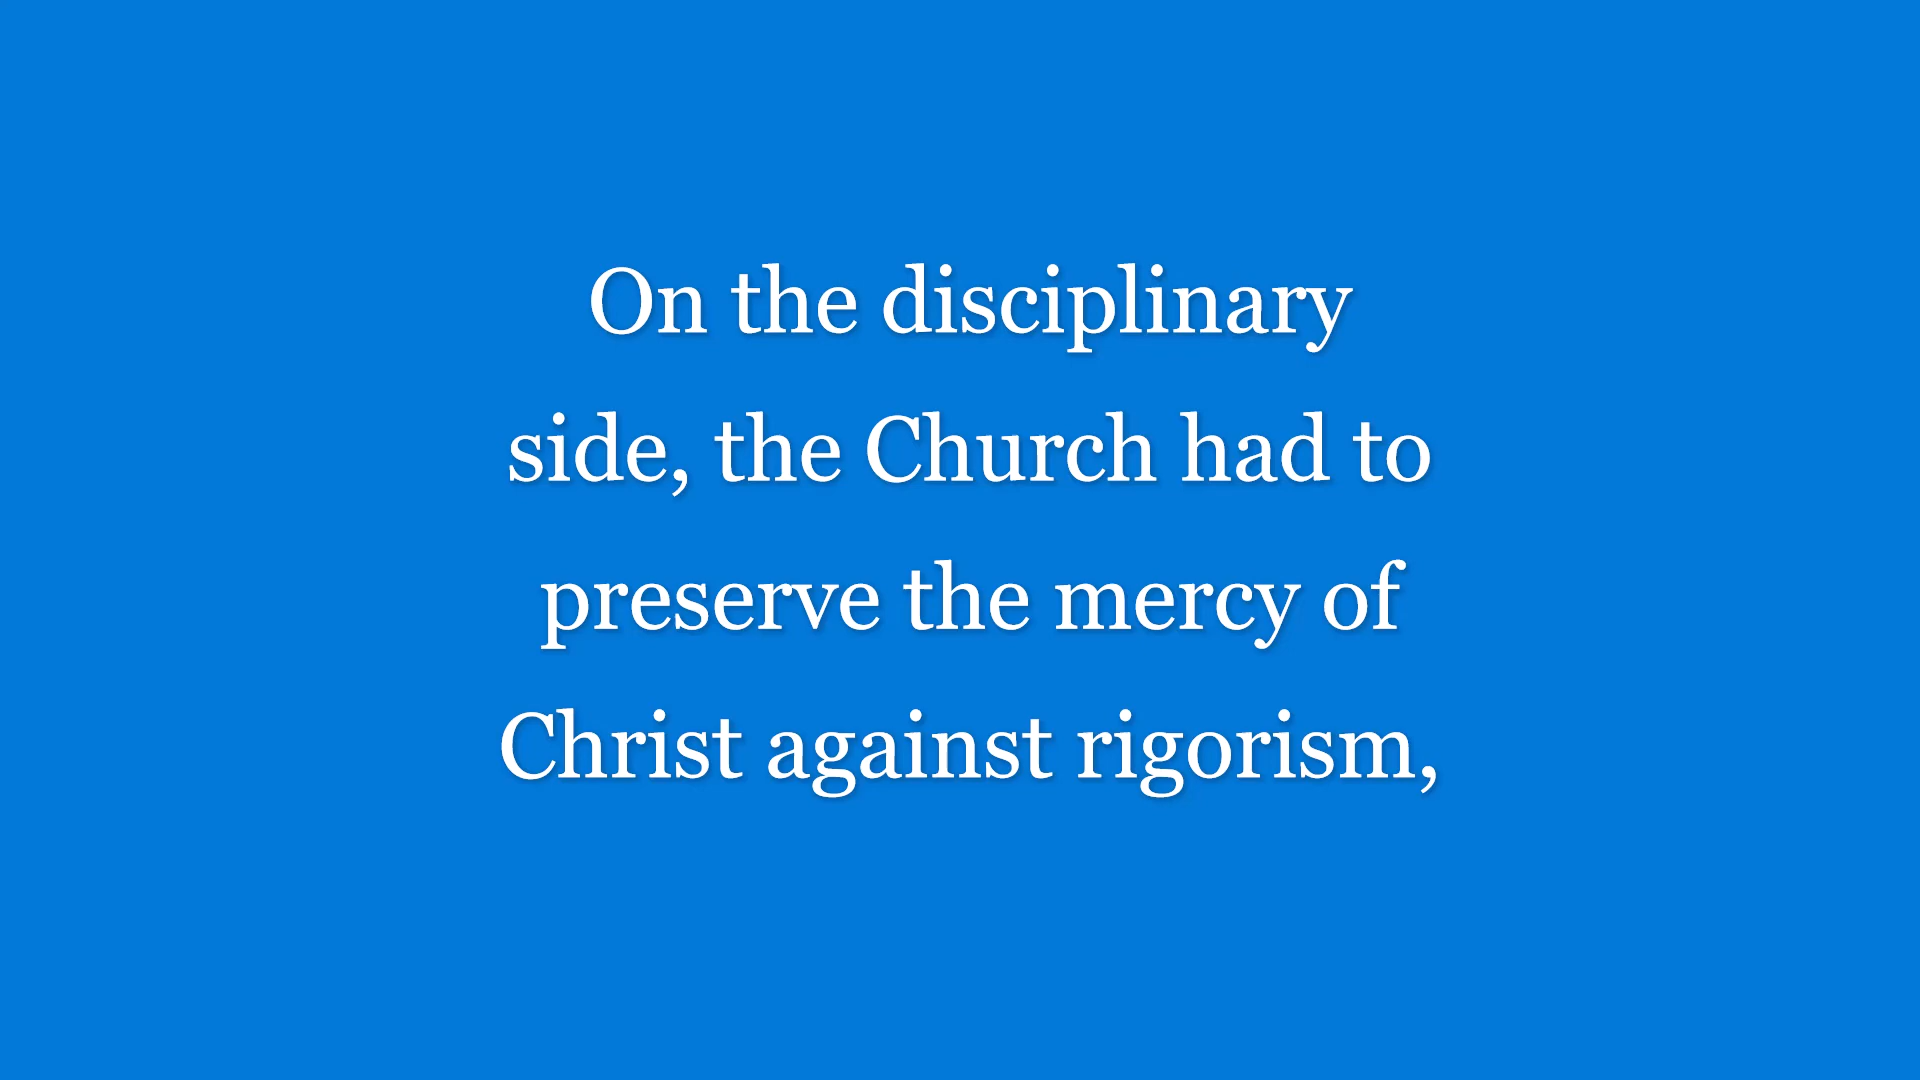 On the disciplinary
side, the Church had to
preserve the mercy of
Christ against rigorism,